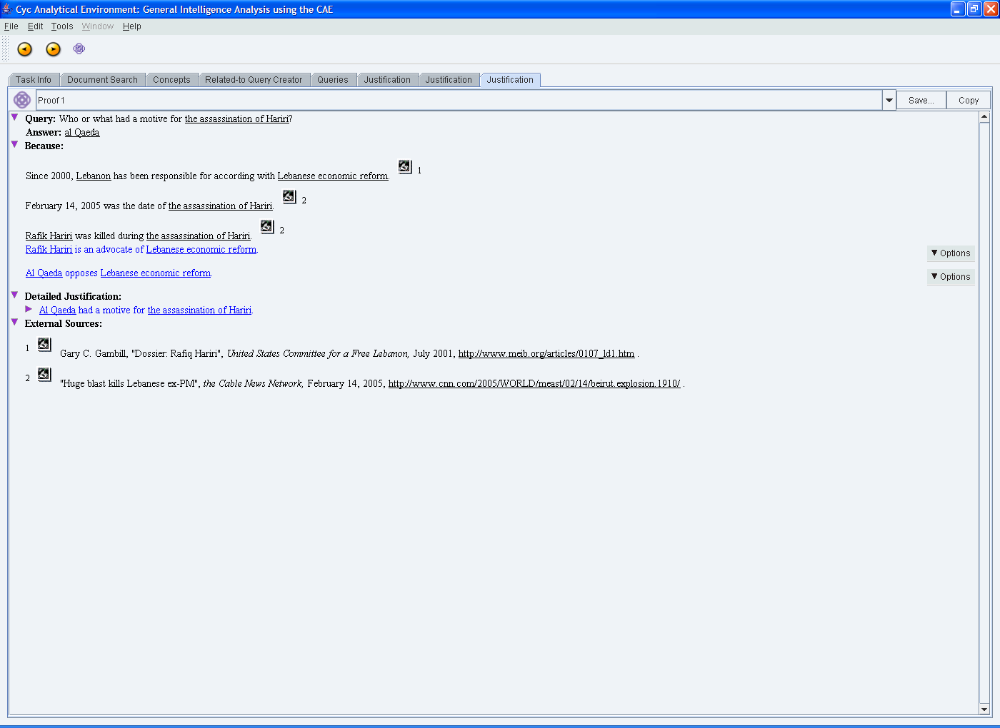 Cyc Analytical Environment: General Intelligence Analysis using the CAE
File Edit Tools Window Help
Task Info Document Search Concepts Related-to Query Creator Queries Justification Justification Justification
Proof 1 Save... Copy
Query: Who or what had a motive for the assassination of Hariri?
Answer: al Qaeda
Because:
Since 2000, Lebanon has been responsible for according with Lebanese economic reform. 1
February 14, 2005 was the date of the assassination of Hariri. 2
Rafik Hariri was killed during the assassination of Hariri. 2
Rafik Hariri is an advocate of Lebanese economic reform.
Options
Al Qaeda opposes Lebanese economic reform.
Options
Detailed Justification:
Al Qaeda had a motive for the assassination of Hariri.
External Sources:
1 Gary C. Gambill, "Dossier: Rafiq Hariri", United States Committee for a Free Lebanon, July 2001, http://www.meib.org/articles/0107_ld1.htm .
2 "Huge blast kills Lebanese ex-PM", the Cable News Network, February 14, 2005, http://www.cnn.com/2005/WORLD/meast/02/14/beirut.explosion.1910/ .